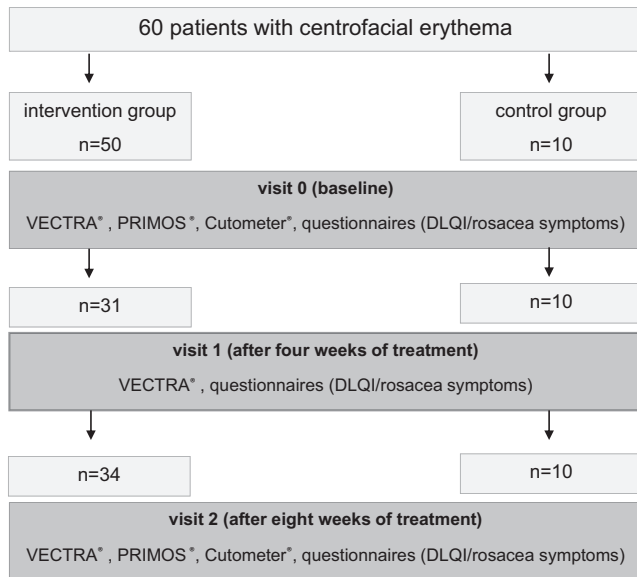 60 patients with centrofacial erythema
intervention group
n=50
control group
n=10
visit 0 (baseline)
VECTRA®, PRIMOS®, Cutometer®, questionnaires (DLQI/rosacea symptoms)
n=31
n=10
visit 1 (after four weeks of treatment)
VECTRA®, questionnaires (DLQI/rosacea symptoms)
n=34
n=10
visit 2 (after eight weeks of treatment)
VECTRA®, PRIMOS®, Cutometer®, questionnaires (DLQI/rosacea symptoms)